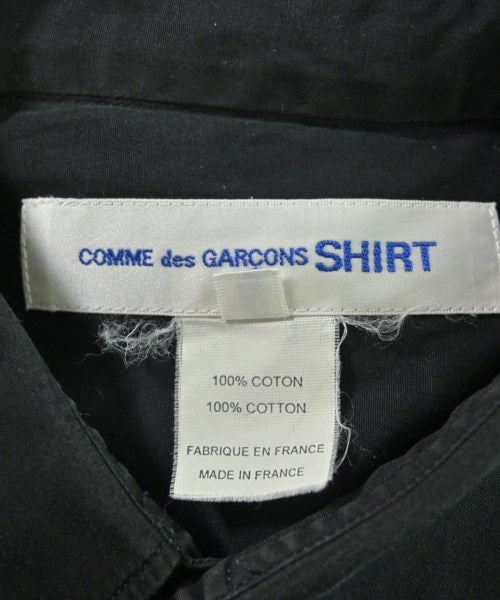 COMME des GARÇONS SHIRT
100% COTON
100% COTTON
FABRIQUE EN FRANCE
MADE IN FRANCE